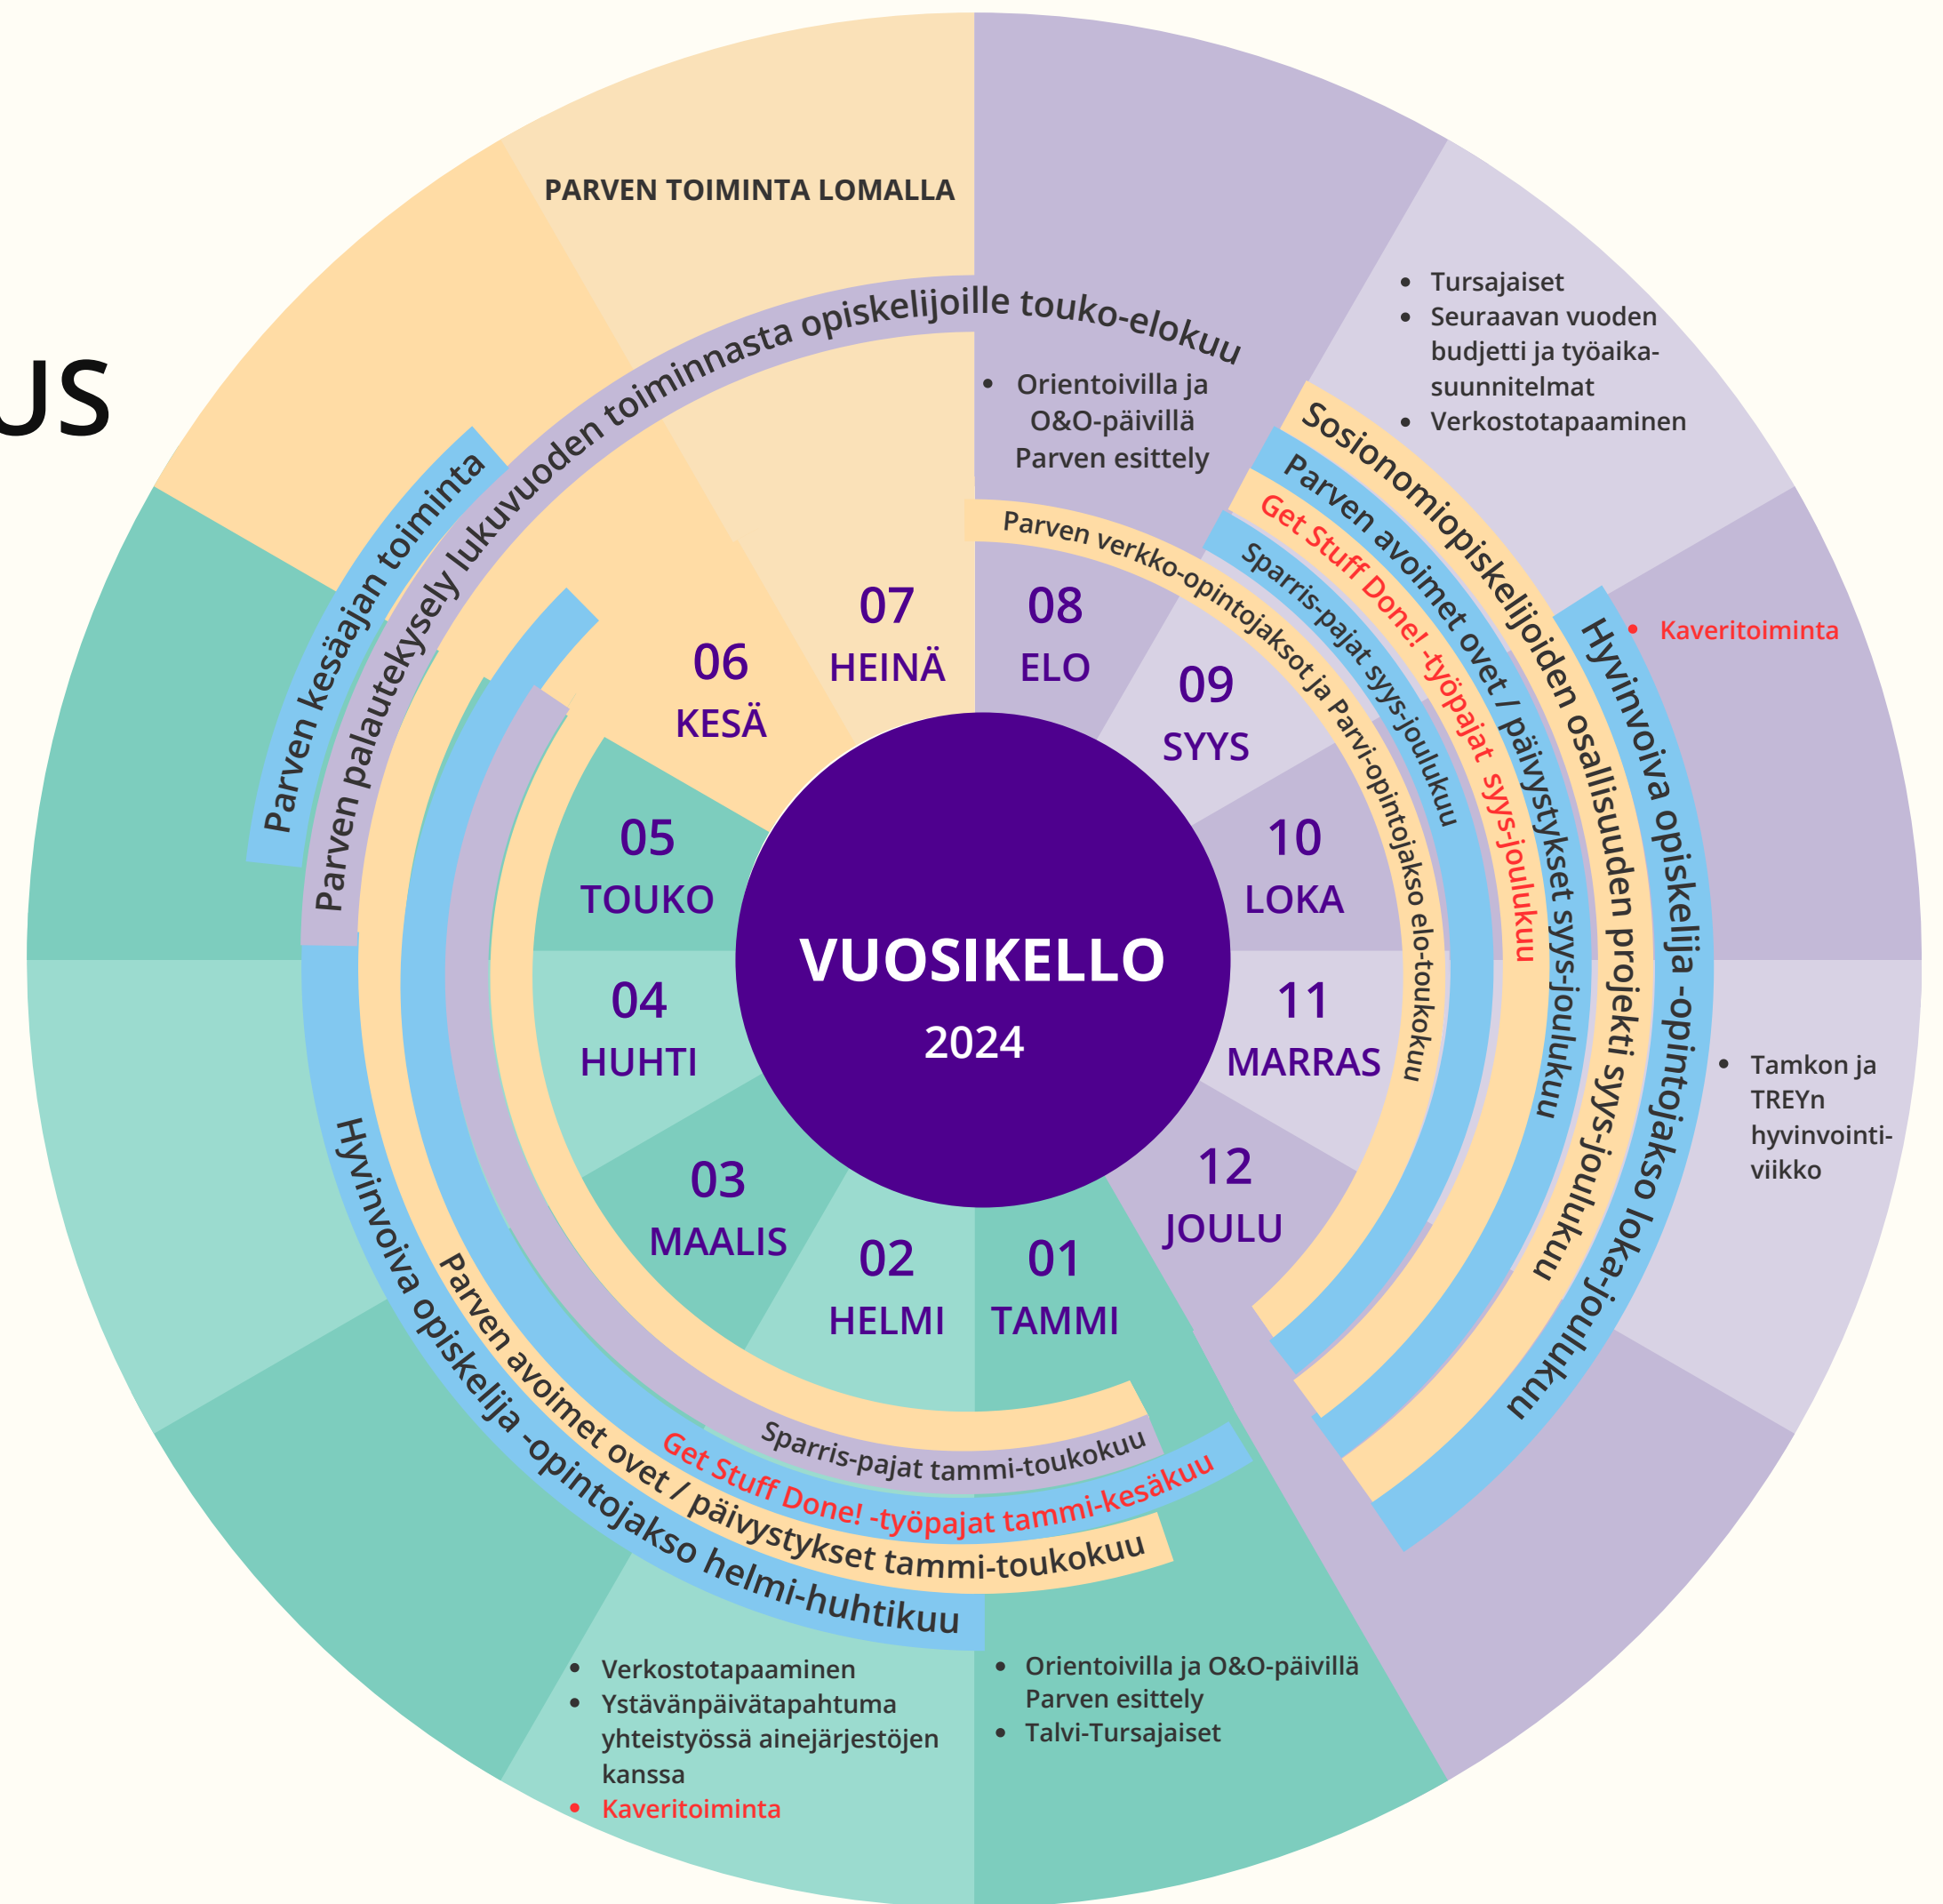 US
PARVEN TOIMINTA LOMALLA
Parven palautekysely lukuvuoden toiminnasta opiskelijoille touko-elokuu
Parven kesäajan toiminta
• Orientoivilla ja
O&O-päivillä
Parven esittely
• Tursajaiset
• Seuraavan vuoden
budjetti ja työaika-
suunnitelmat
• Verkostotapaaminen
Sosionomiopiskelijoiden osallisuuden projekti syys-joulukuu
Parven avoimet ovet / päivystykset syys-joulukuu
Get Stuff Done! -työpajat syys-joulukuu
Sparris-pajat syys-joulukuu
Parven verkko-opintojaksot ja Parvi-opintojakso elo-toukokuu
Hyvinvoiva opiskelija -opintojakso loka-joulukuu
• Kaveritoiminta
• Tamkon ja
TREYn
hyvinvointi-
viikko
07
HEINÄ
08
ELO
06
KESÄ
09
SYYS
05
TOUKO
10
LOKA
VUOSIKELLO
2024
04
HUHTI
11
MARRAS
03
MAALIS
12
JOULU
02
HELMI
01
TAMMI
Sparris-pajat tammi-toukokuu
Get Stuff Done! -työpajat tammi-kesäkuu
Parven avoimet ovet / päivystykset tammi-toukokuu
Hyvinvoiva opiskelija -opintojakso helmi-huhtikuu
• Verkostotapaaminen
• Ystävänpäivätapahtuma
yhteistyössä ainejärjestöjen
kanssa
• Kaveritoiminta
• Orientoivilla ja O&O-päivillä
Parven esittely
• Talvi-Tursajaiset